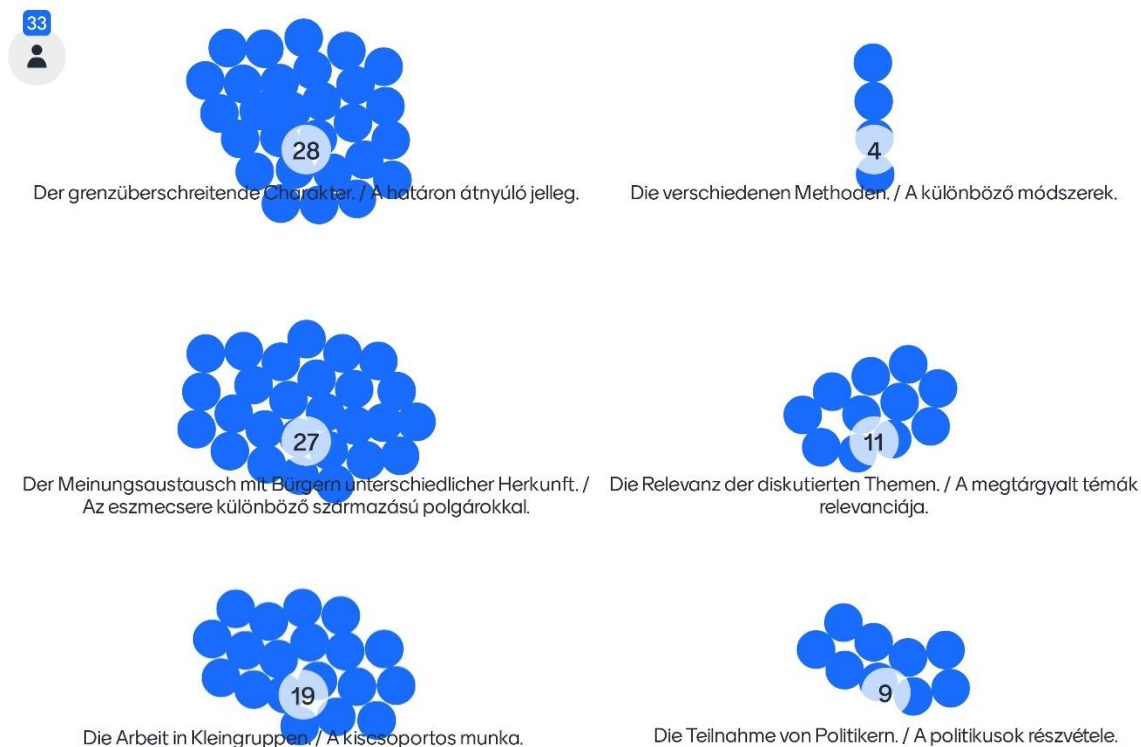 33
28
Der grenzüberschreitende Charakter. / A határon átnyúló jelleg.
4
Die verschiedenen Methoden. / A különböző módszerek.
27
Der Meinungsaustausch mit Bürgern unterschiedlicher Herkunft. /
Az eszmecsere különböző származású polgárokkal.
11
Die Relevanz der diskutierten Themen. / A megtárgyalt témák
relevanciája.
19
Die Arbeit in Kleingruppen. / A kiscsoportos munka.
9
Die Teilnahme von Politikern. / A politikusok részvétele.